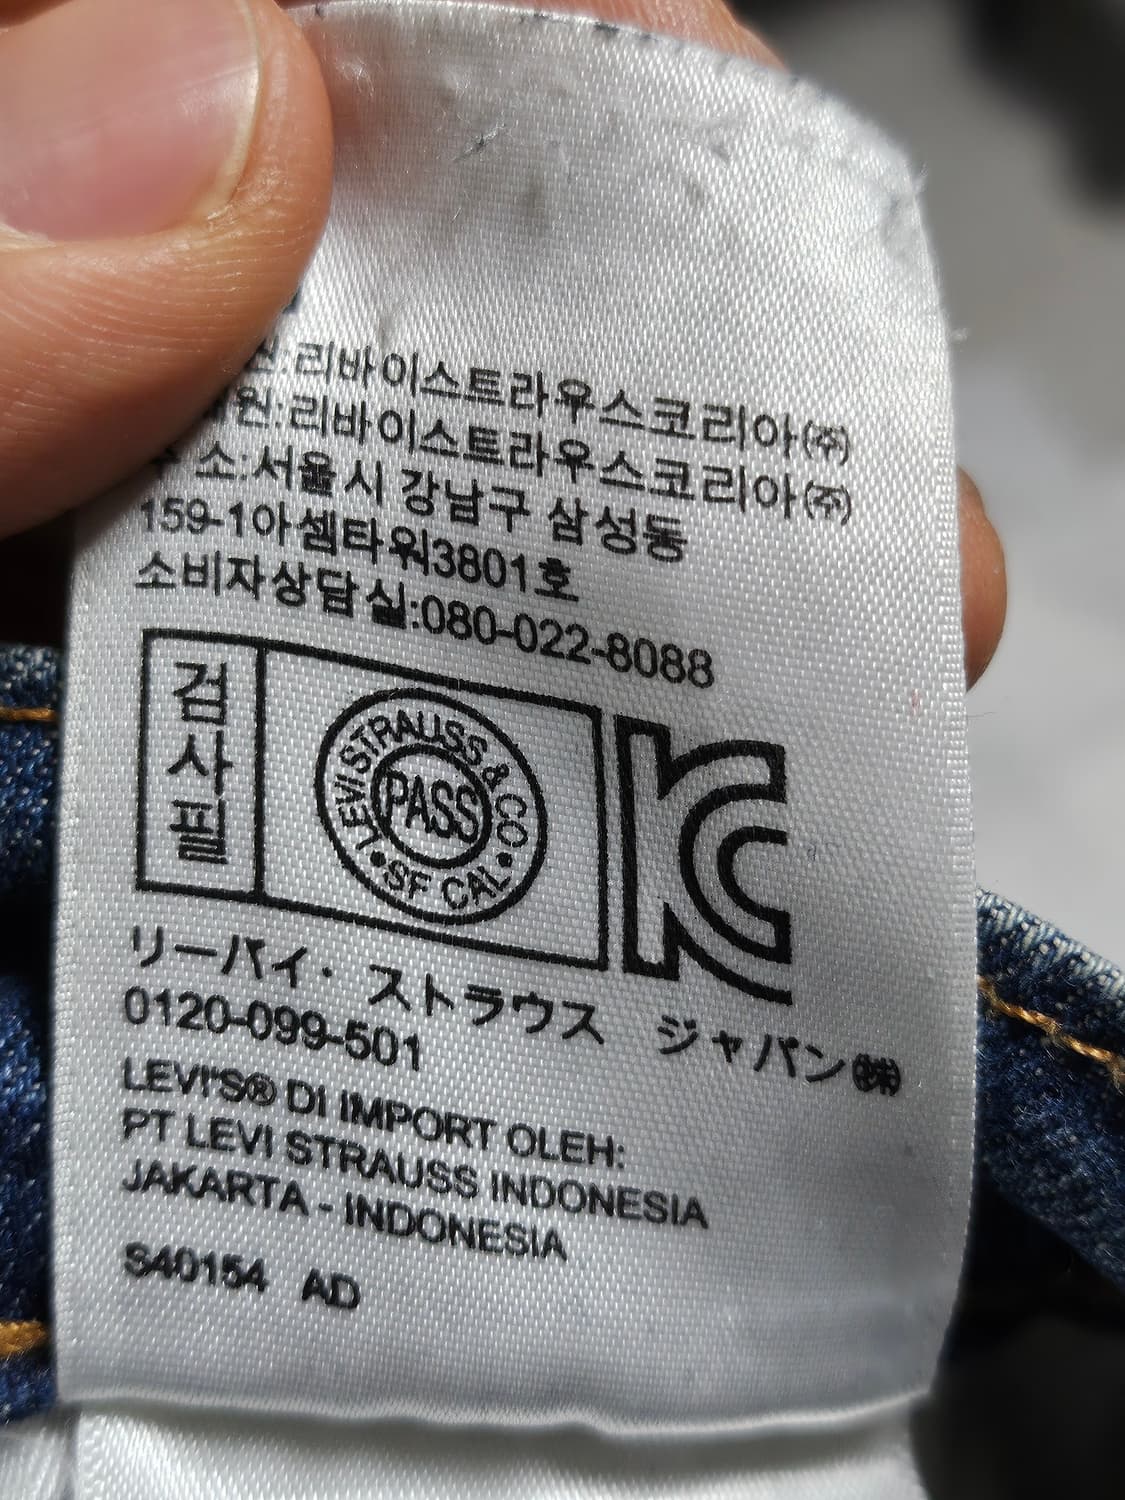 원:리바이스트라우스코리아㈜
원:리바이스트라우스코리아㈜
소:서울시 강남구 삼성동
159-1아셈타워3801호
소비자상담실:080-022-8088
검사필
LEVI STRAUSS & CO
PASS
SF CAL
KC
リーバイ・ストラウス ジャパン㈱
0120-099-501
LEVI'S® DI IMPORT OLEH:
PT LEVI STRAUSS INDONESIA
JAKARTA - INDONESIA
S40154 AD